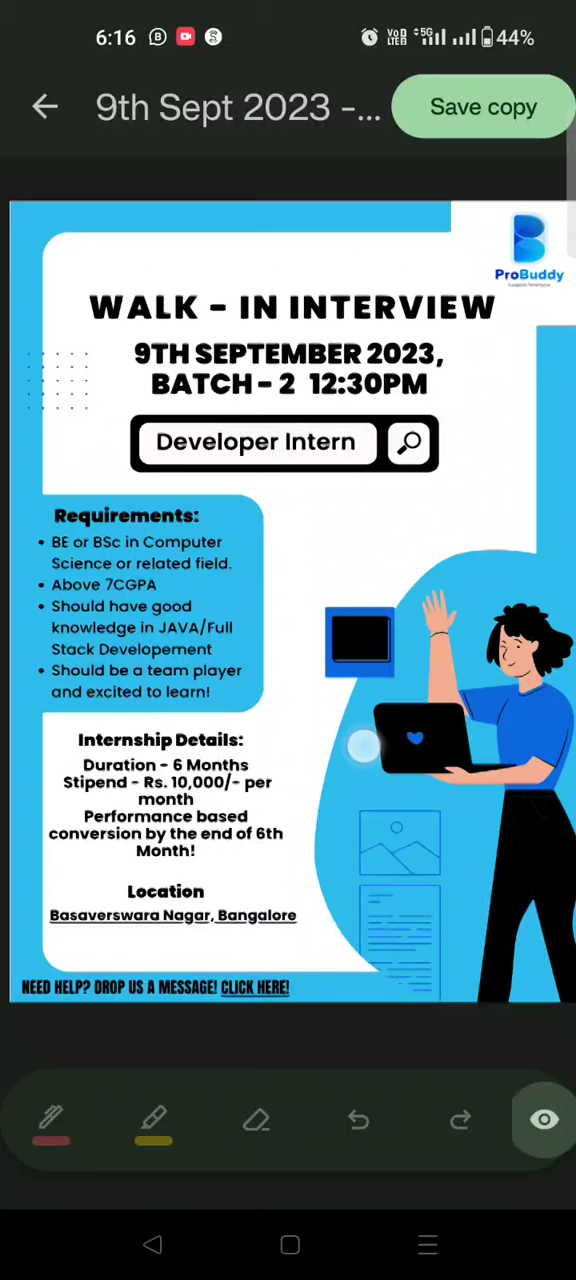 6:16
44%
9th Sept 2023 -...
Save copy
ProBuddy
WALK - IN INTERVIEW
9TH SEPTEMBER 2023,
BATCH - 2 12:30PM
Developer Intern
Requirements:
• BE or BSc in Computer
Science or related field.
• Above 7CGPA
• Should have good
knowledge in JAVA/Full
Stack Developement
• Should be a team player
and excited to learn!
Internship Details:
Duration - 6 Months
Stipend - Rs. 10,000/- per
month
Performance based
conversion by the end of 6th
Month!
Location
Basaverswara Nagar, Bangalore
NEED HELP? DROP US A MESSAGE! CLICK HERE!